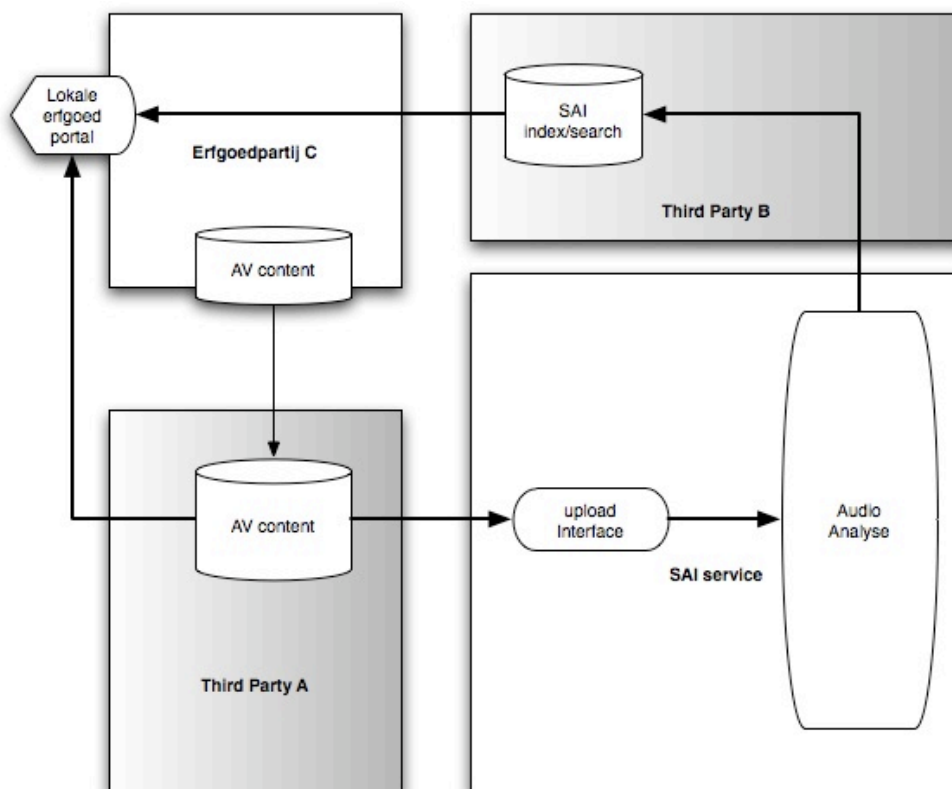 Lokale
erfgoed
portal
Erfgoedpartij C
AV content
SAI
index/search
Third Party B
AV content
Third Party A
upload
Interface
SAI service
Audio
Analyse